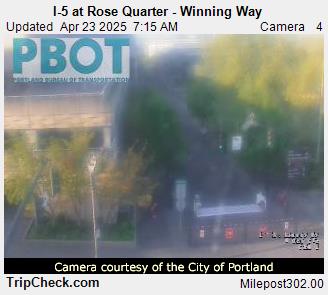 I-5 at Rose Quarter - Winning Way
Updated Apr 23 2025 7:15 AM Camera 4
PBOT
PORTLAND BUREAU OF TRANSPORTATION
Camera courtesy of the City of Portland
TripCheck.com Milepost302.00